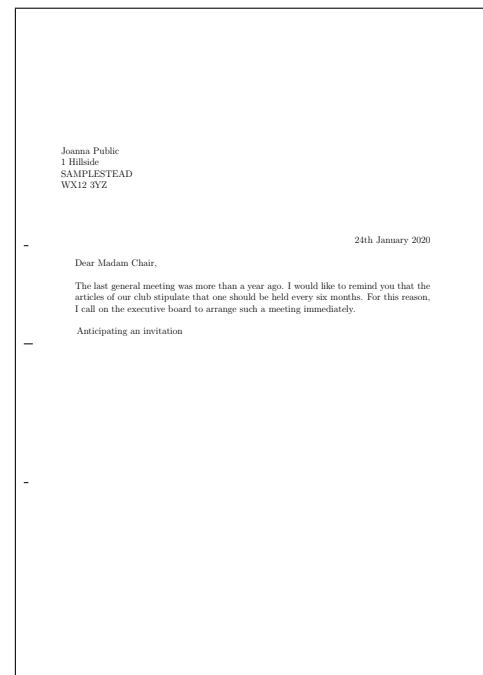 Joanna Public
1 Hillside
SAMPLESTEAD
WX12 3YZ
24th January 2020
Dear Madam Chair,
The last general meeting was more than a year ago. I would like to remind you that the
articles of our club stipulate that one should be held every six months. For this reason,
I call on the executive board to arrange such a meeting immediately.
Anticipating an invitation